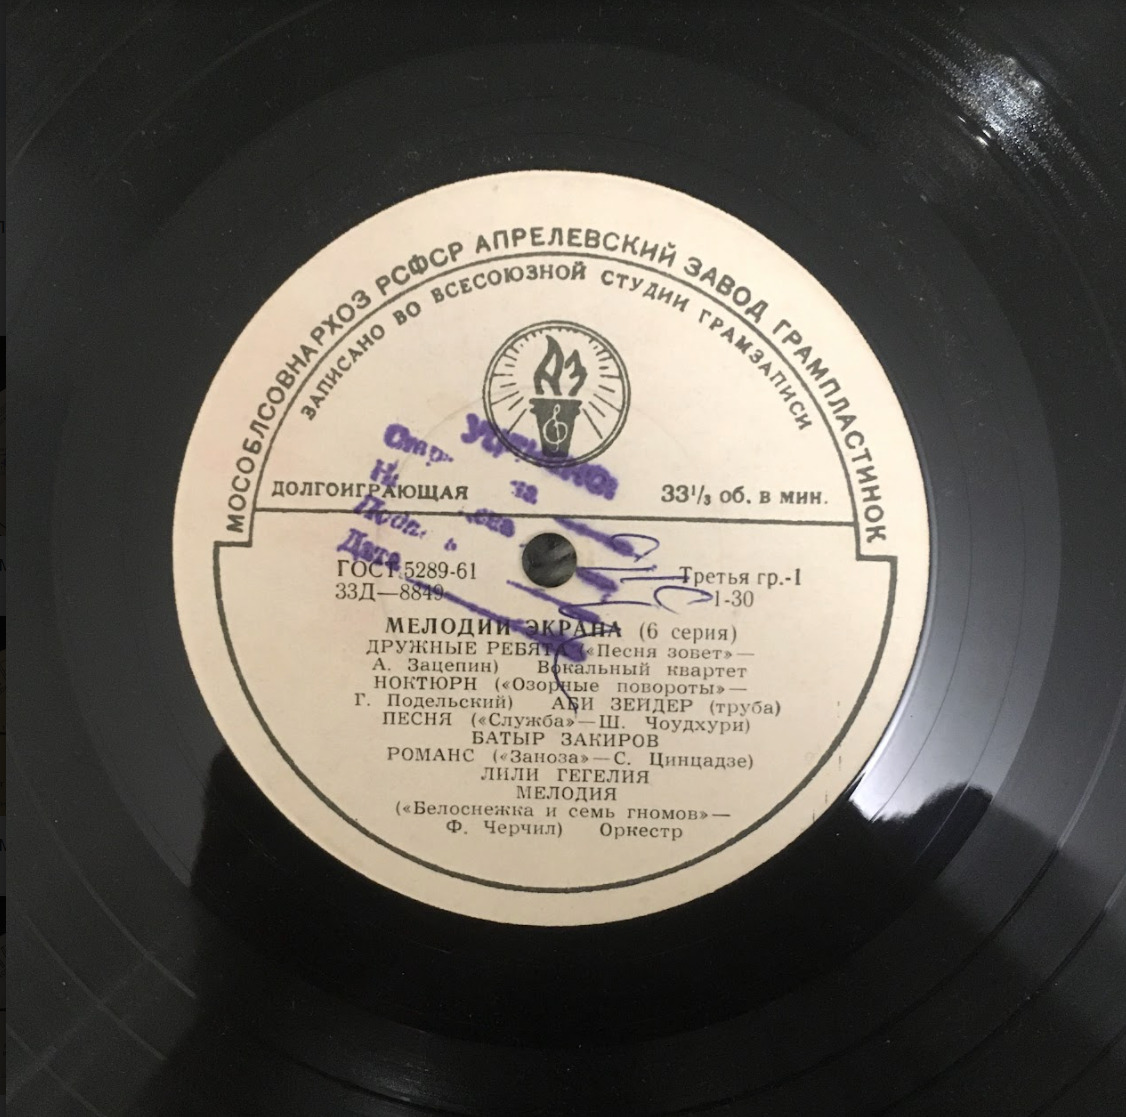 МОСОБЛСОВНАРХОЗ РСФСР АПРЕЛЕВСКИЙ ЗАВОД ГРАМПЛАСТИНОК
ЗАПИСАНО ВО ВСЕСОЮЗНОЙ СТУДИИ ГРАМЗАПИСИ
АЗ
ДОЛГОИГРАЮЩАЯ 33⅓ об. в мин.
Дата
ГОСТ 5289-61 Третья гр.-1
33Д—8849 1-30
МЕЛОДИИ ЭКРАНА (6 серия)
ДРУЖНЫЕ РЕБЯТА («Песня зовет»—
А. Зацепин) Вокальный квартет
НОКТЮРН («Озорные повороты»—
Г. Подельский) АБИ ЗЕЙДЕР (труба)
ПЕСНЯ («Служба»—Ш. Чоудхури)
БАТЫР ЗАКИРОВ
РОМАНС («Заноза»—С. Цинцадзе)
ЛИЛИ ГЕГЕЛИЯ
МЕЛОДИЯ
(«Белоснежка и семь гномов»—
Ф. Черчил) Оркестр